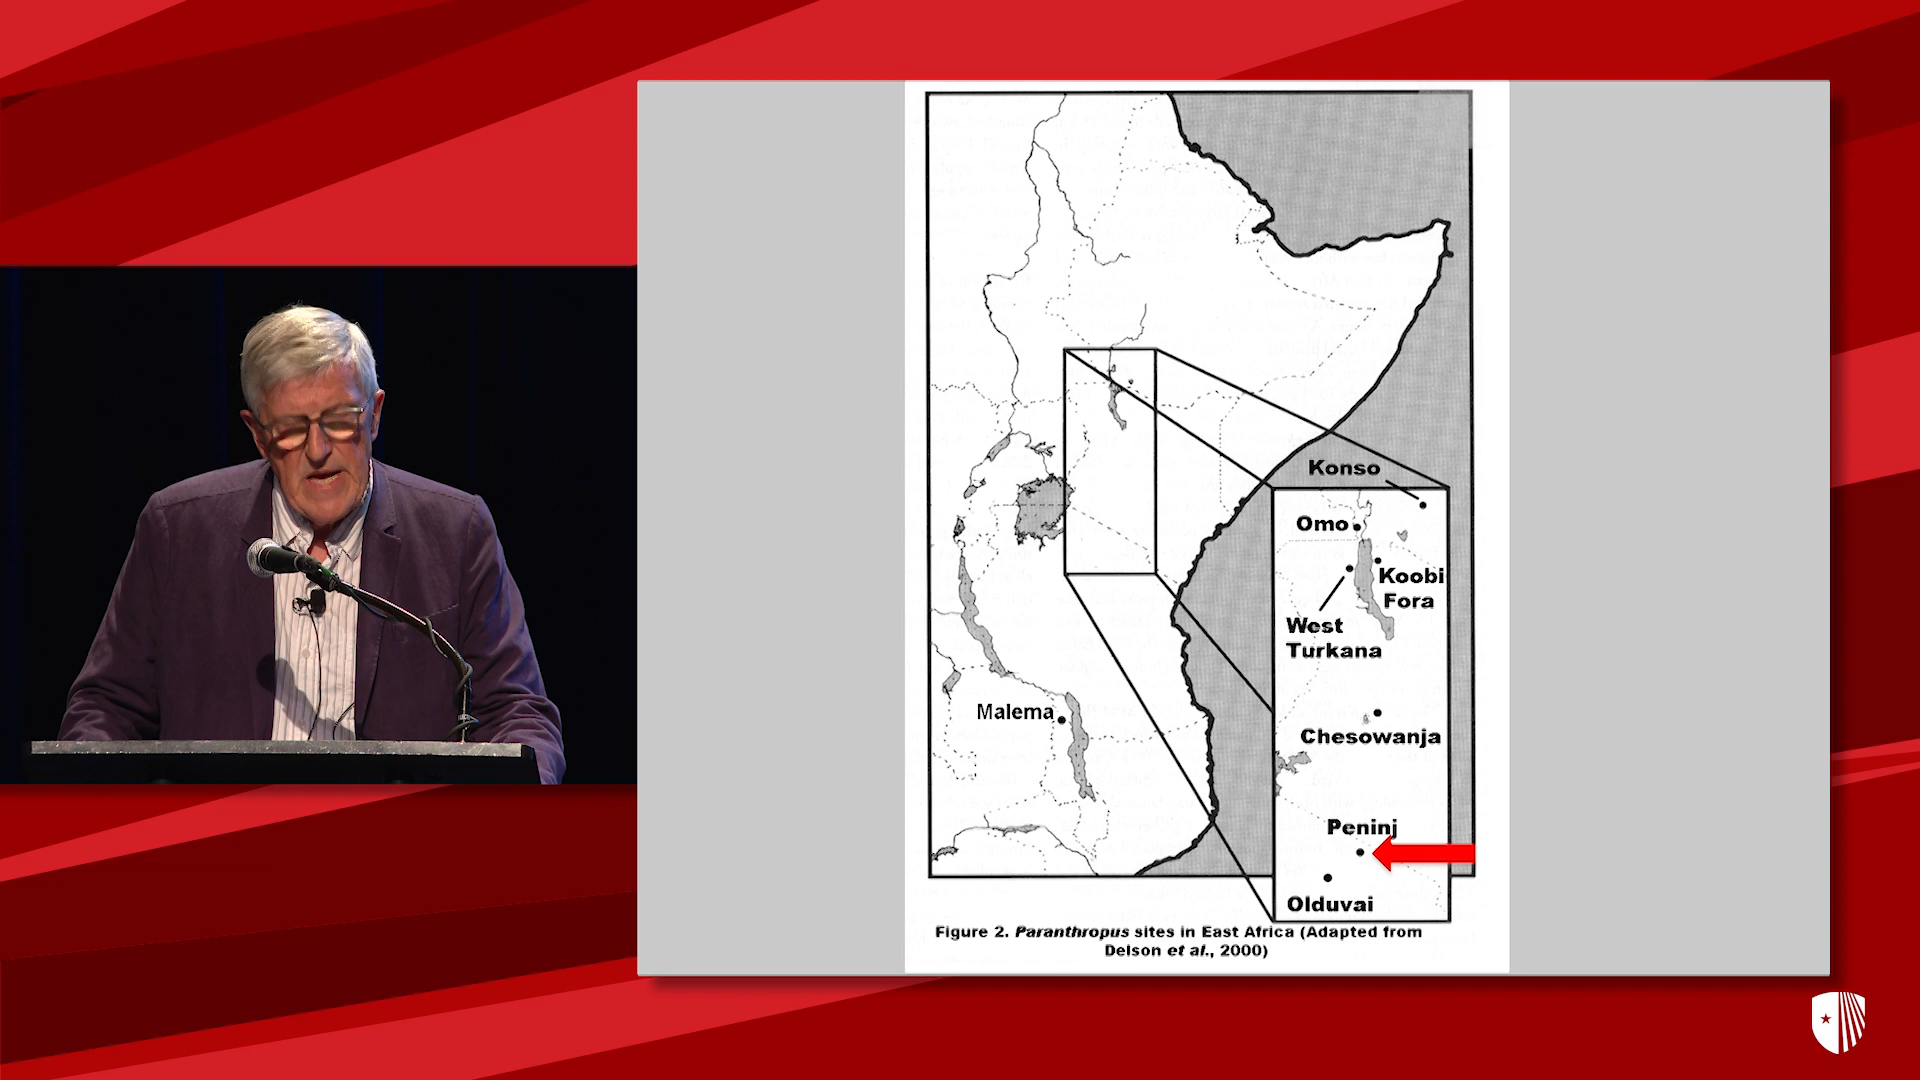 Konso
Omo
Koobi
Fora
West
Turkana
Malema
Chesowanja
Peninj
Olduvai
Figure 2. Paranthropus sites in East Africa (Adapted from
Delson et al., 2000)